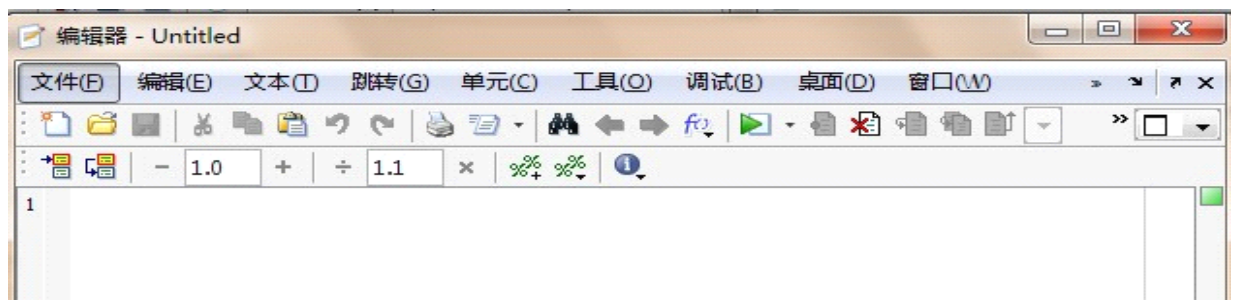 编辑器 - Untitled
文件(F) 编辑(E) 文本(T) 跳转(G) 单元(C) 工具(O) 调试(B) 桌面(D) 窗口(W) »
f() »
− 1.0 + ÷ 1.1 ×
1